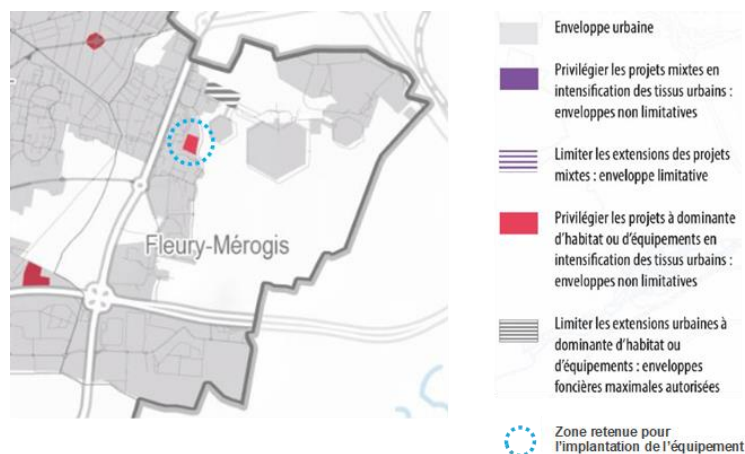 Fleury-Mérogis
Enveloppe urbaine
Privilégier les projets mixtes en
intensification des tissus urbains :
enveloppes non limitatives
Limiter les extensions des projets
mixtes : enveloppe limitative
Privilégier les projets à dominante
d'habitat ou d'équipements en
intensification des tissus urbains :
enveloppes non limitatives
Limiter les extensions urbaines à
dominante d'habitat ou
d'équipements : enveloppes
foncières maximales autorisées
Zone retenue pour
l'implantation de l'équipement